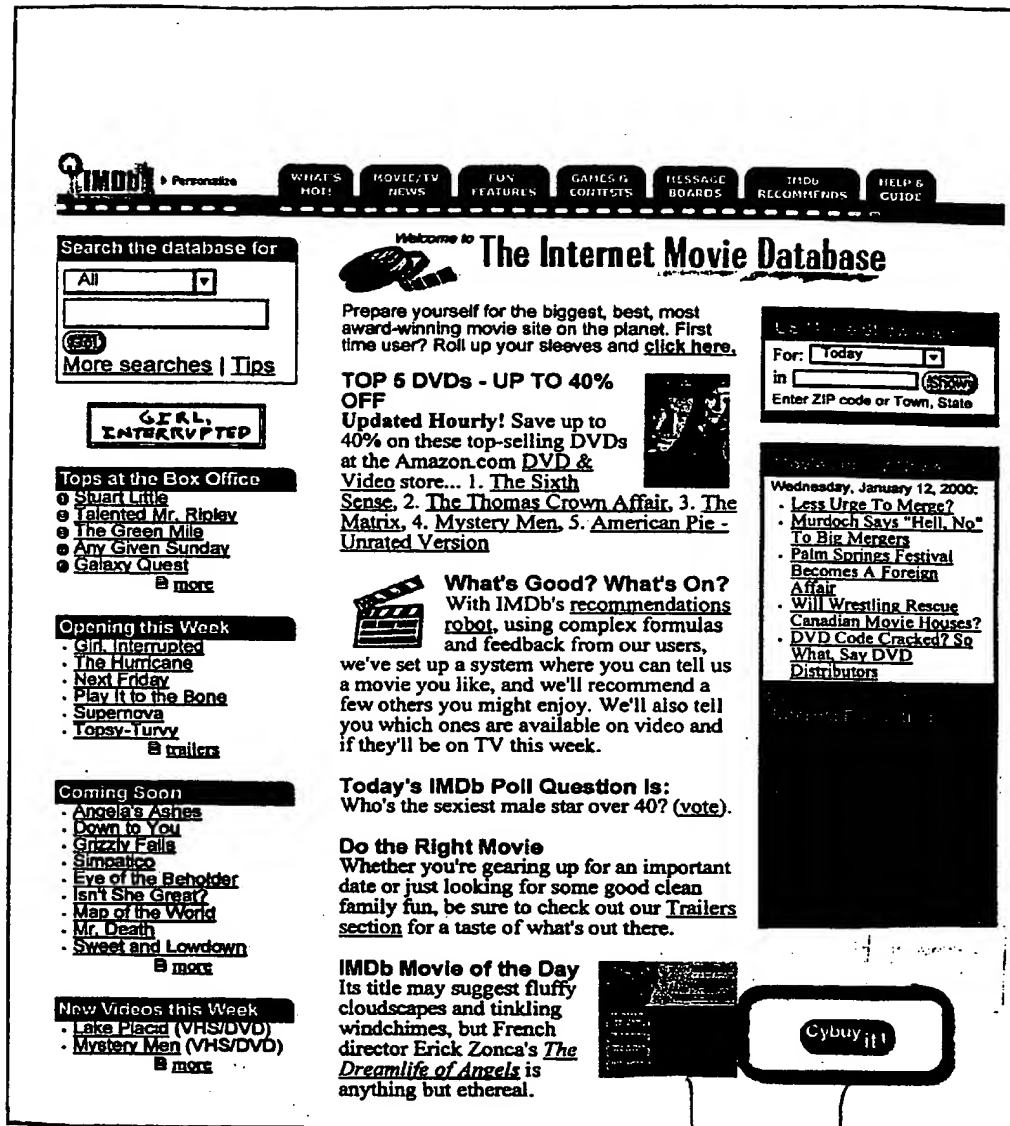 IMDb Personalize
WHAT'S HOT!
MOVIE/TV NEWS
FUN FEATURES
GAMES & CONTESTS
MESSAGE BOARDS
IMDb RECOMMENDS
HELP & GUIDE
Search the database for
All
Go!
More searches | Tips
GIRL,
INTERRUPTED
Tops at the Box Office
Stuart Little
Talented Mr. Ripley
The Green Mile
Any Given Sunday
Galaxy Quest
more
Opening this Week
Girl, Interrupted
The Hurricane
Next Friday
Play It to the Bone
Supernova
Topsy-Turvy
trailers
Coming Soon
Angela's Ashes
Down to You
Grizzly Falls
Simpatico
Eye of the Beholder
Isn't She Great?
Map of the World
Mr. Death
Sweet and Lowdown
more
New Videos this Week
Lake Placid (VHS/DVD)
Mystery Men (VHS/DVD)
more
Welcome to The Internet Movie Database
Prepare yourself for the biggest, best, most
award-winning movie site on the planet. First
time user? Roll up your sleeves and click here.
TOP 5 DVDs - UP TO 40%
OFF
Updated Hourly! Save up to
40% on these top-selling DVDs
at the Amazon.com DVD &
Video store... 1. The Sixth
Sense, 2. The Thomas Crown Affair, 3. The
Matrix, 4. Mystery Men, 5. American Pie -
Unrated Version
What's Good? What's On?
With IMDb's recommendations
robot, using complex formulas
and feedback from our users,
we've set up a system where you can tell us
a movie you like, and we'll recommend a
few others you might enjoy. We'll also tell
you which ones are available on video and
if they'll be on TV this week.
Today's IMDb Poll Question Is:
Who's the sexiest male star over 40? (vote).
Do the Right Movie
Whether you're gearing up for an important
date or just looking for some good clean
family fun, be sure to check out our Trailers
section for a taste of what's out there.
IMDb Movie of the Day
Its title may suggest fluffy
cloudscapes and tinkling
windchimes, but French
director Erick Zonca's The
Dreamlife of Angels is
anything but ethereal.
For: Today
in
Enter ZIP code or Town, State
Wednesday, January 12, 2000:
Less Urge To Merge?
Murdoch Says "Hell, No"
To Big Mergers
Palm Springs Festival
Becomes A Foreign
Affair
Will Wrestling Rescue
Canadian Movie Houses?
DVD Code Cracked? So
What, Say DVD
Distributors
Cybuy it!